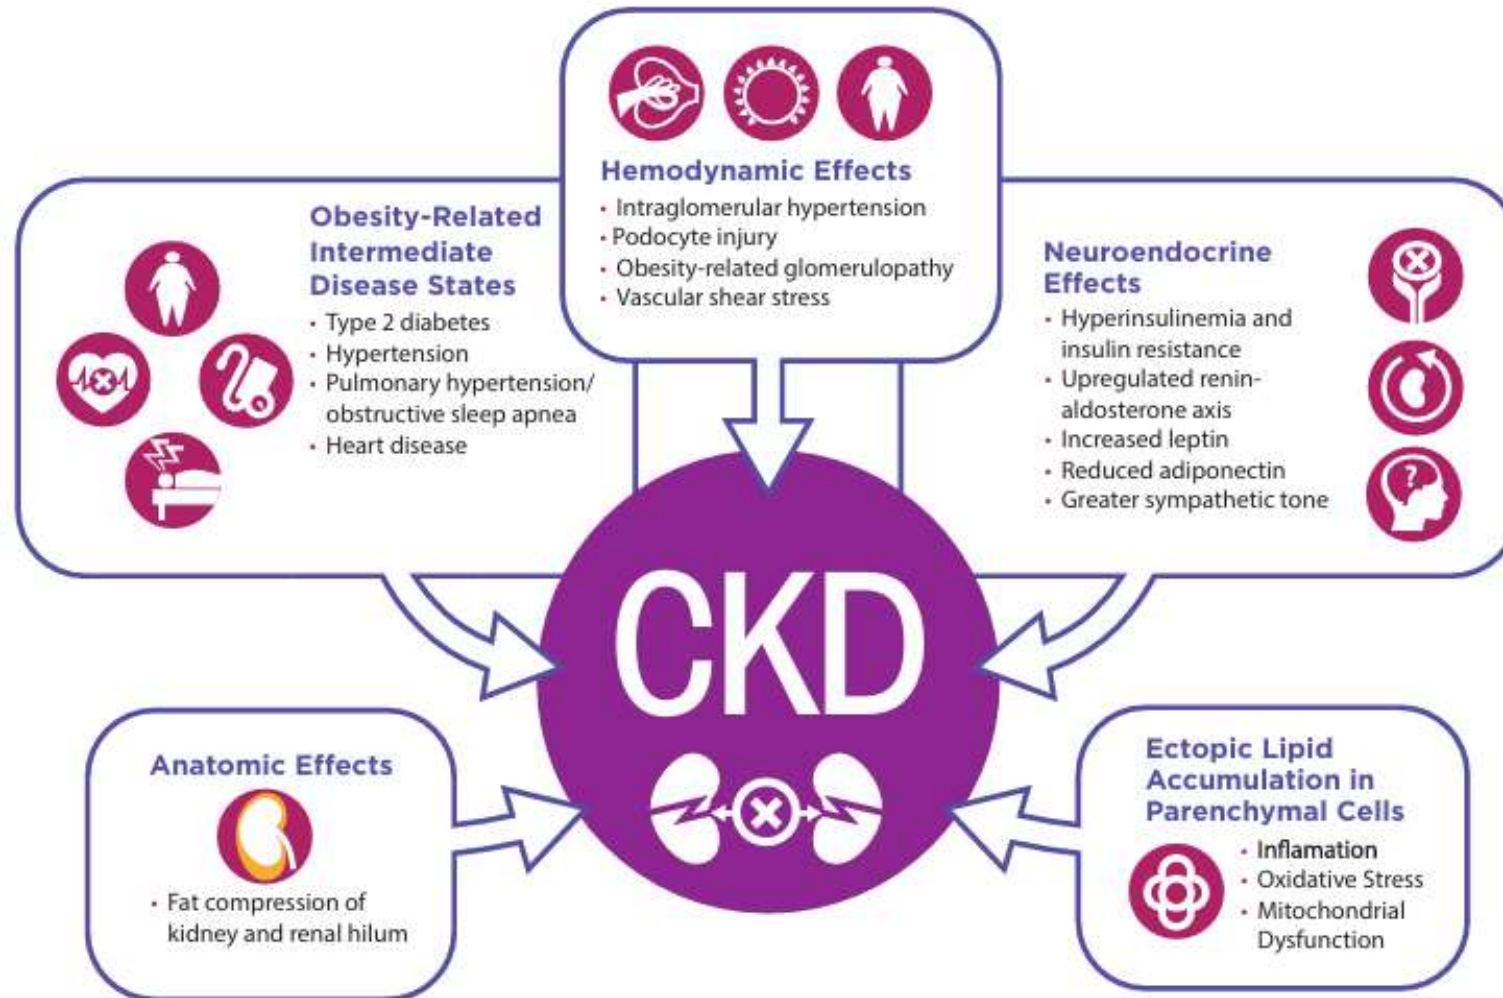 Hemodynamic Effects
• Intraglomerular hypertension
• Podocyte injury
• Obesity-related glomerulopathy
• Vascular shear stress
Obesity-Related
Intermediate
Disease States
• Type 2 diabetes
• Hypertension
• Pulmonary hypertension/
obstructive sleep apnea
• Heart disease
Neuroendocrine
Effects
• Hyperinsulinemia and
insulin resistance
• Upregulated renin-
aldosterone axis
• Increased leptin
• Reduced adiponectin
• Greater sympathetic tone
?
CKD
Anatomic Effects
• Fat compression of
kidney and renal hilum
Ectopic Lipid
Accumulation in
Parenchymal Cells
• Inflamation
• Oxidative Stress
• Mitochondrial
Dysfunction